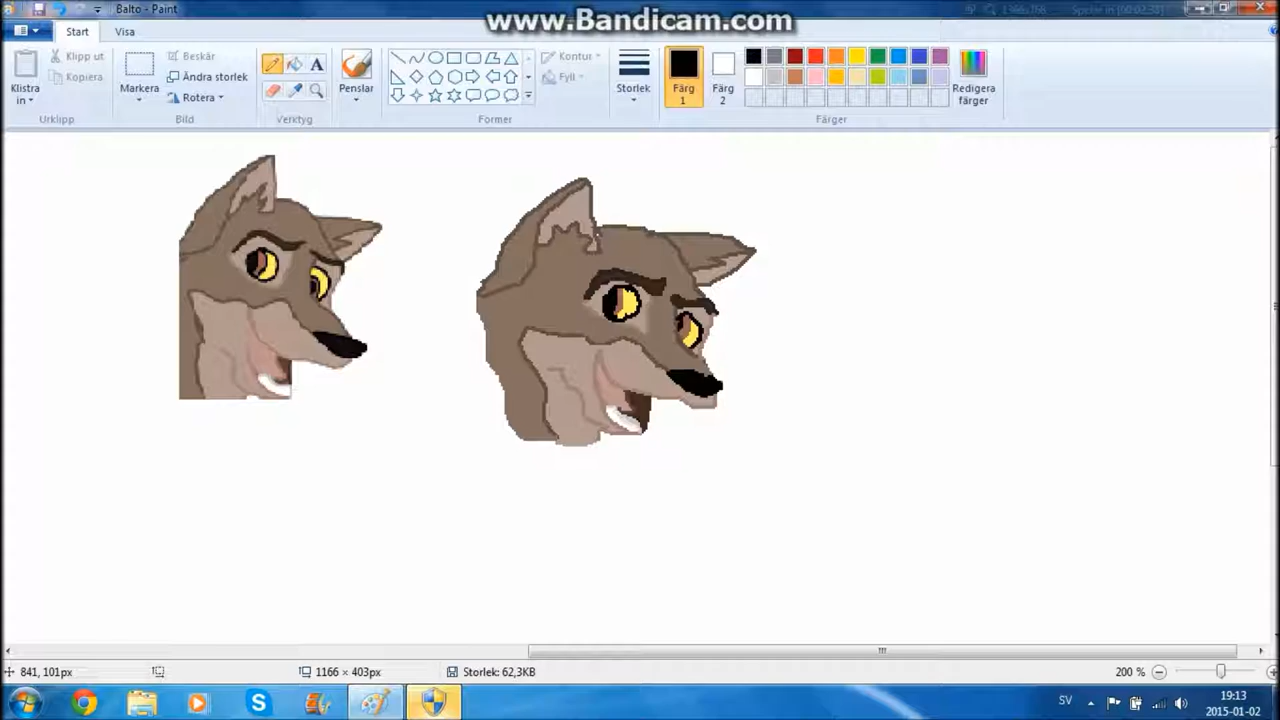 Balto - Paint
www.Bandicam.com
Start
Visa
Klistra in
Klipp ut
Kopiera
Urklipp
Markera
Beskär
Ändra storlek
Rotera
Bild
A
Verktyg
Penslar
Former
Kontur
Fyll
Storlek
Färg 1
Färg 2
Färger
Redigera färger
841, 101px
1166 × 403px
Storlek: 62,3KB
200 %
SV
19:13
2015-01-02